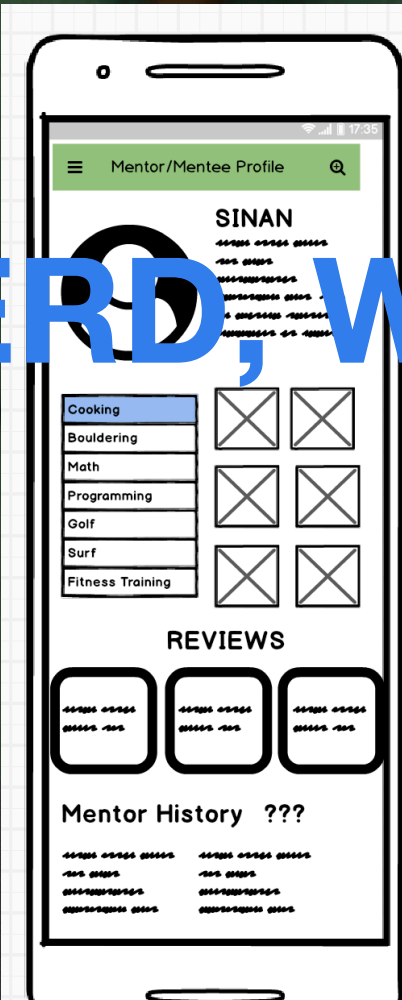 17:35
Mentor/Mentee Profile
SINAN
ERD, W
Cooking
Bouldering
Math
Programming
Golf
Surf
Fitness Training
REVIEWS
Mentor History ???